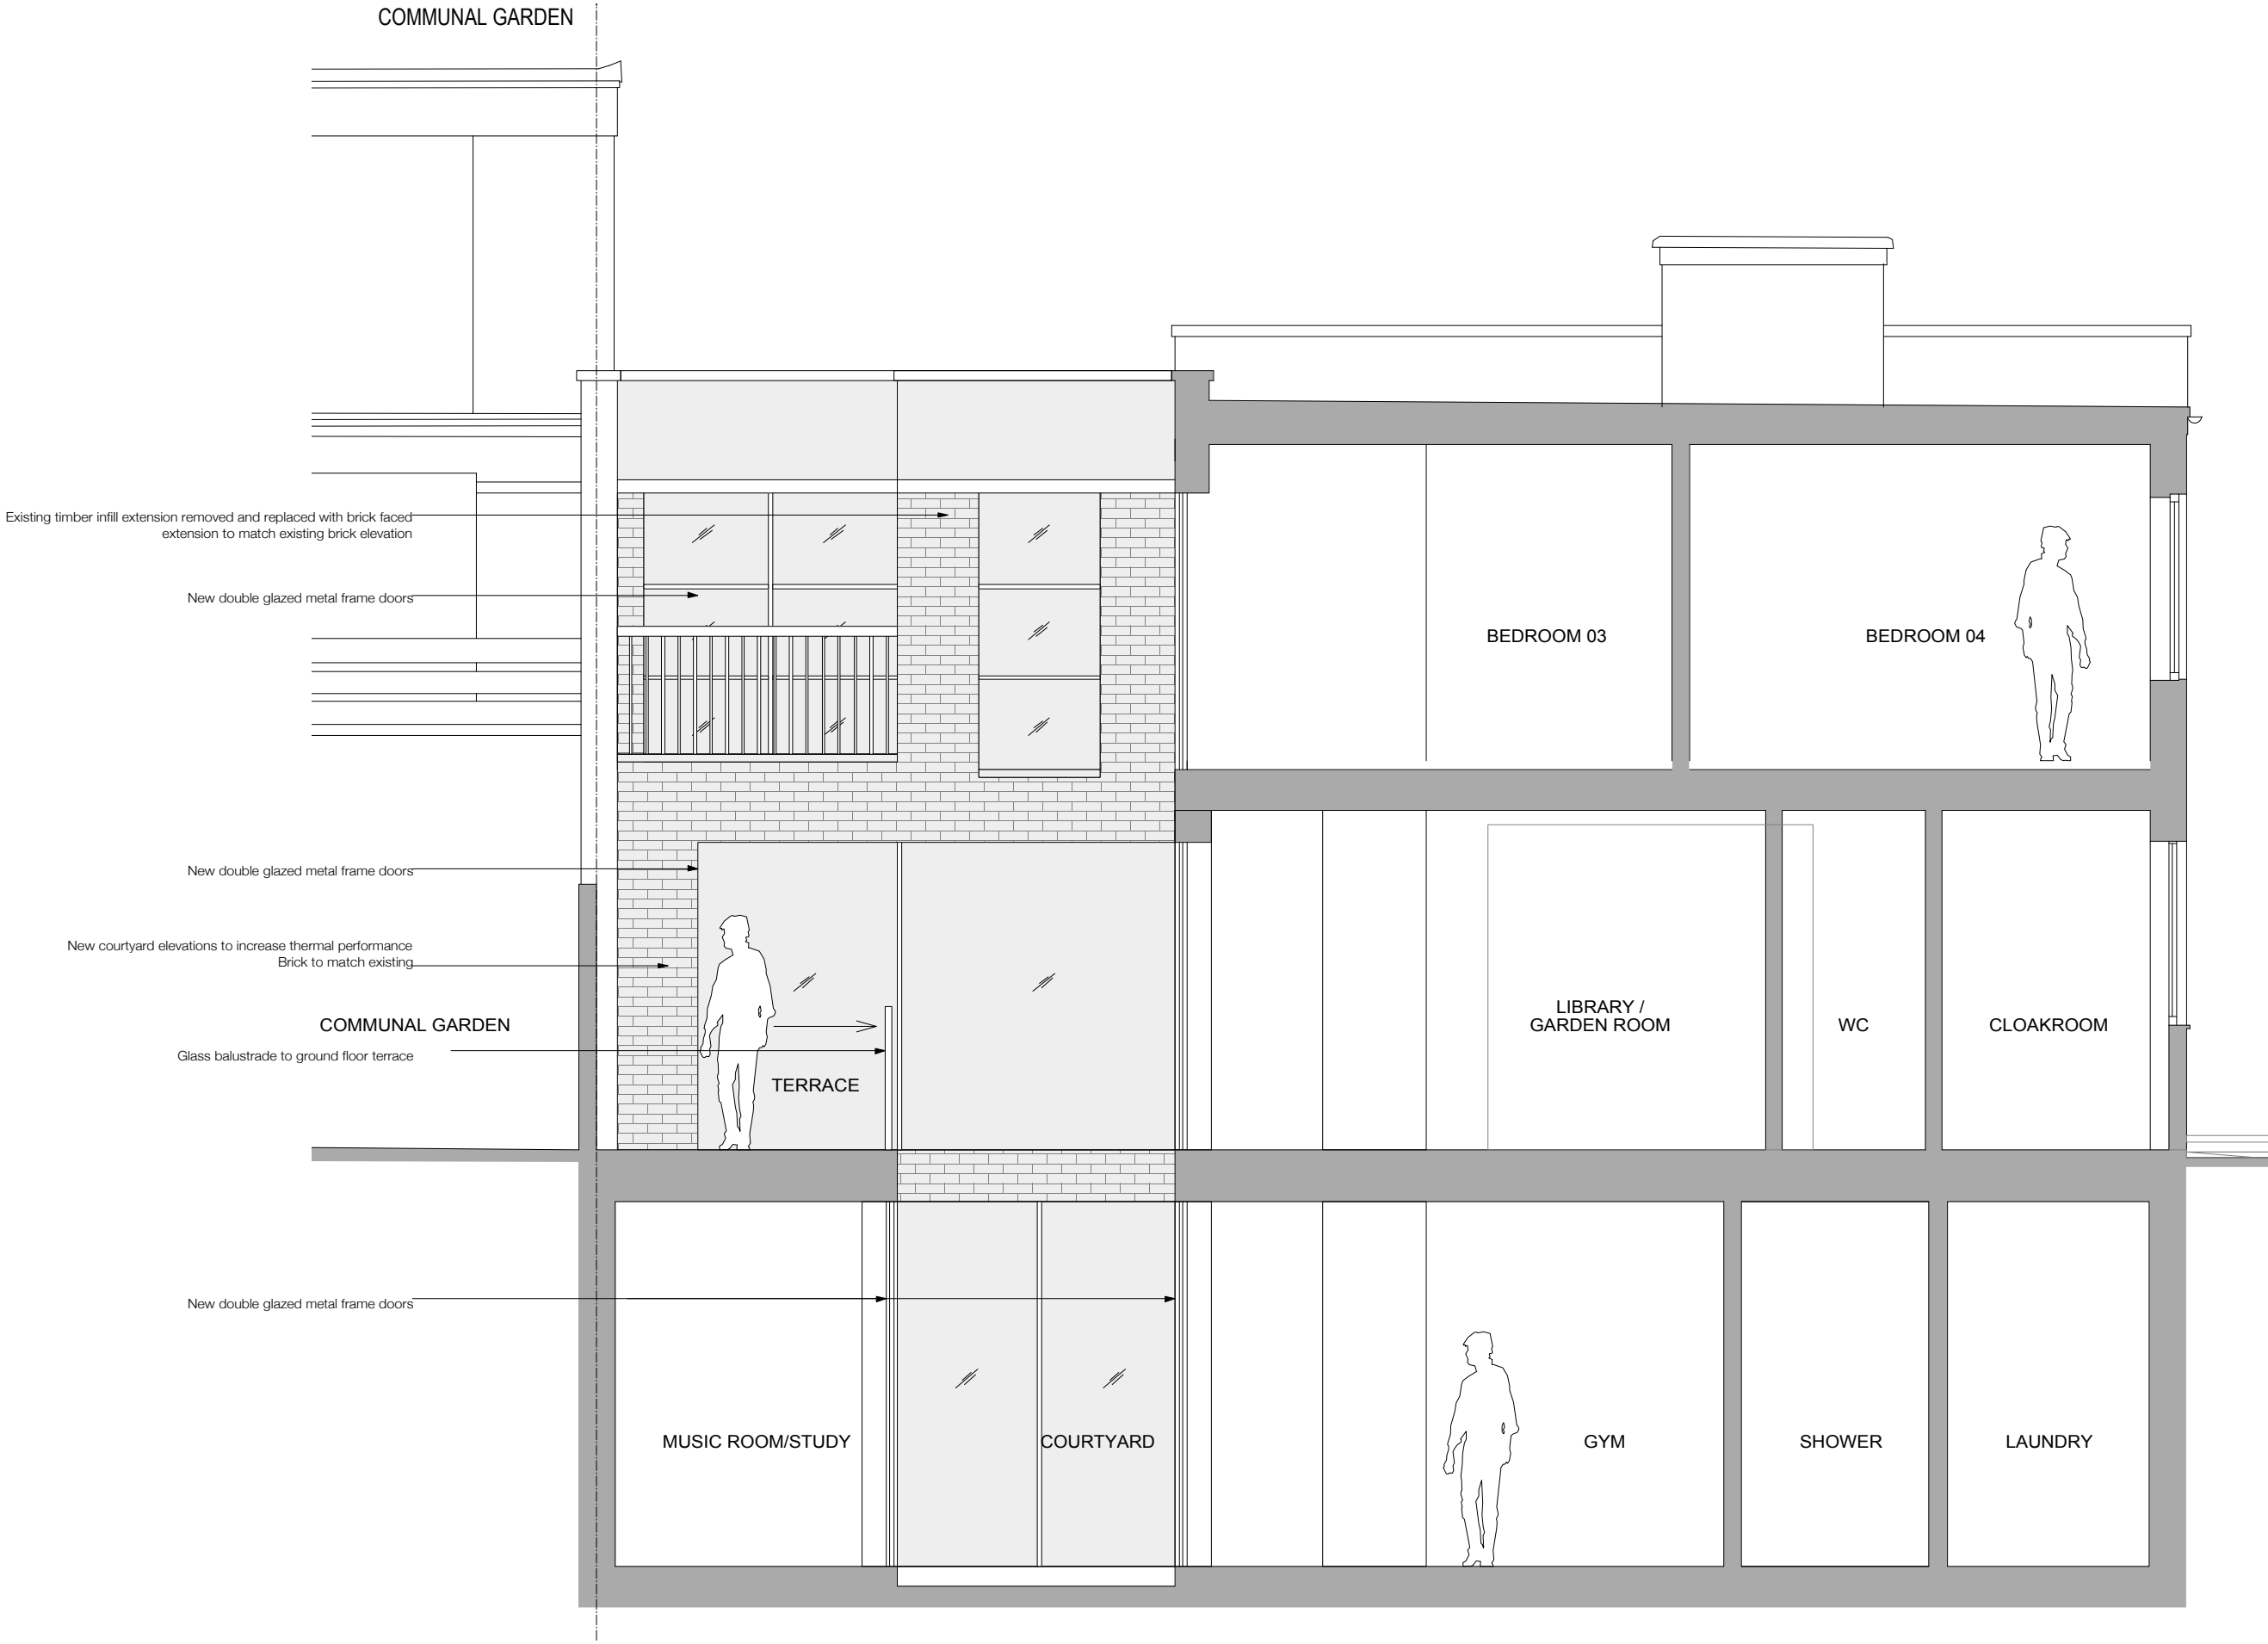 COMMUNAL GARDEN
Existing timber infill extension removed and replaced with brick faced
extension to match existing brick elevation
New double glazed metal frame doors
BEDROOM 03
BEDROOM 04
New double glazed metal frame doors
New courtyard elevations to increase thermal performance
Brick to match existing
COMMUNAL GARDEN
LIBRARY /
GARDEN ROOM
WC
CLOAKROOM
Glass balustrade to ground floor terrace
TERRACE
New double glazed metal frame doors
MUSIC ROOM/STUDY
COURTYARD
GYM
SHOWER
LAUNDRY